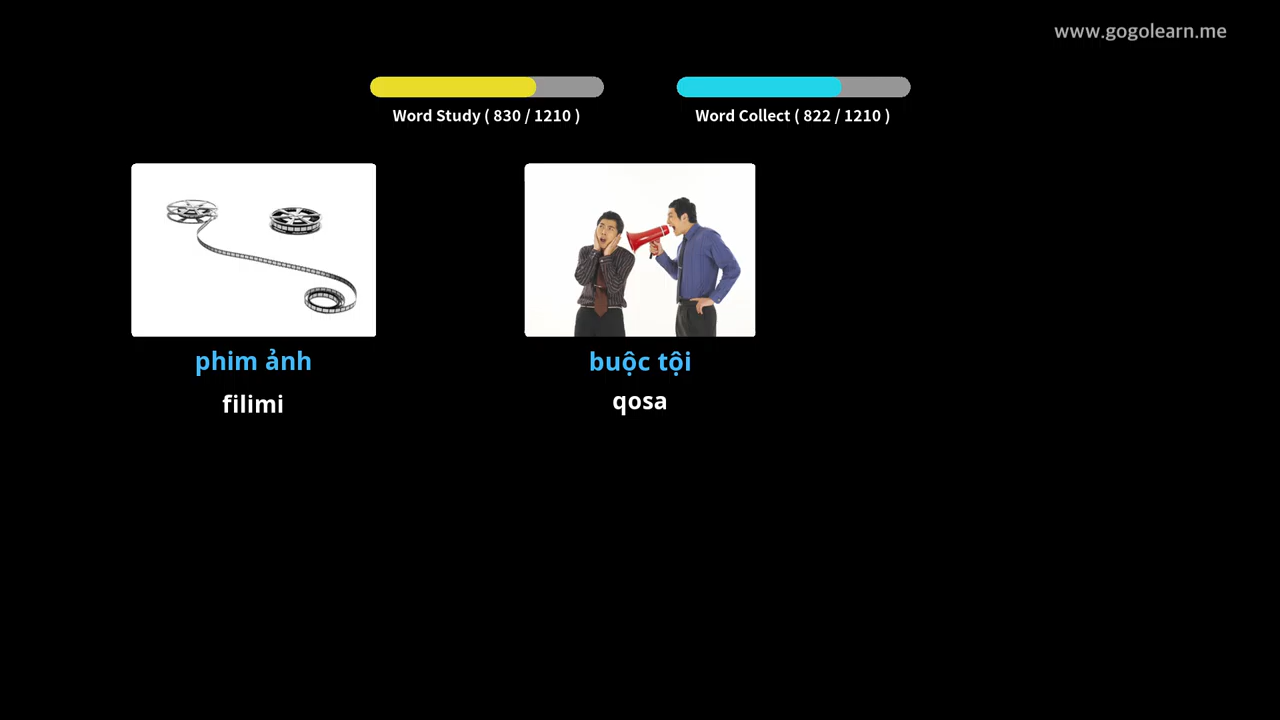 www.gogolearn.me
Word Study ( 830 / 1210 )
Word Collect ( 822 / 1210 )
phim ảnh
filimi
buộc tội
qosa